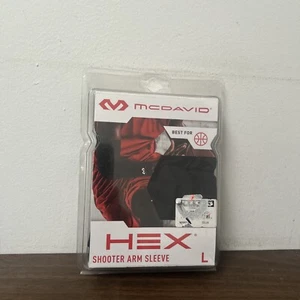 McDAVID®
BEST FOR
HEX®
SHOOTER ARM SLEEVE L